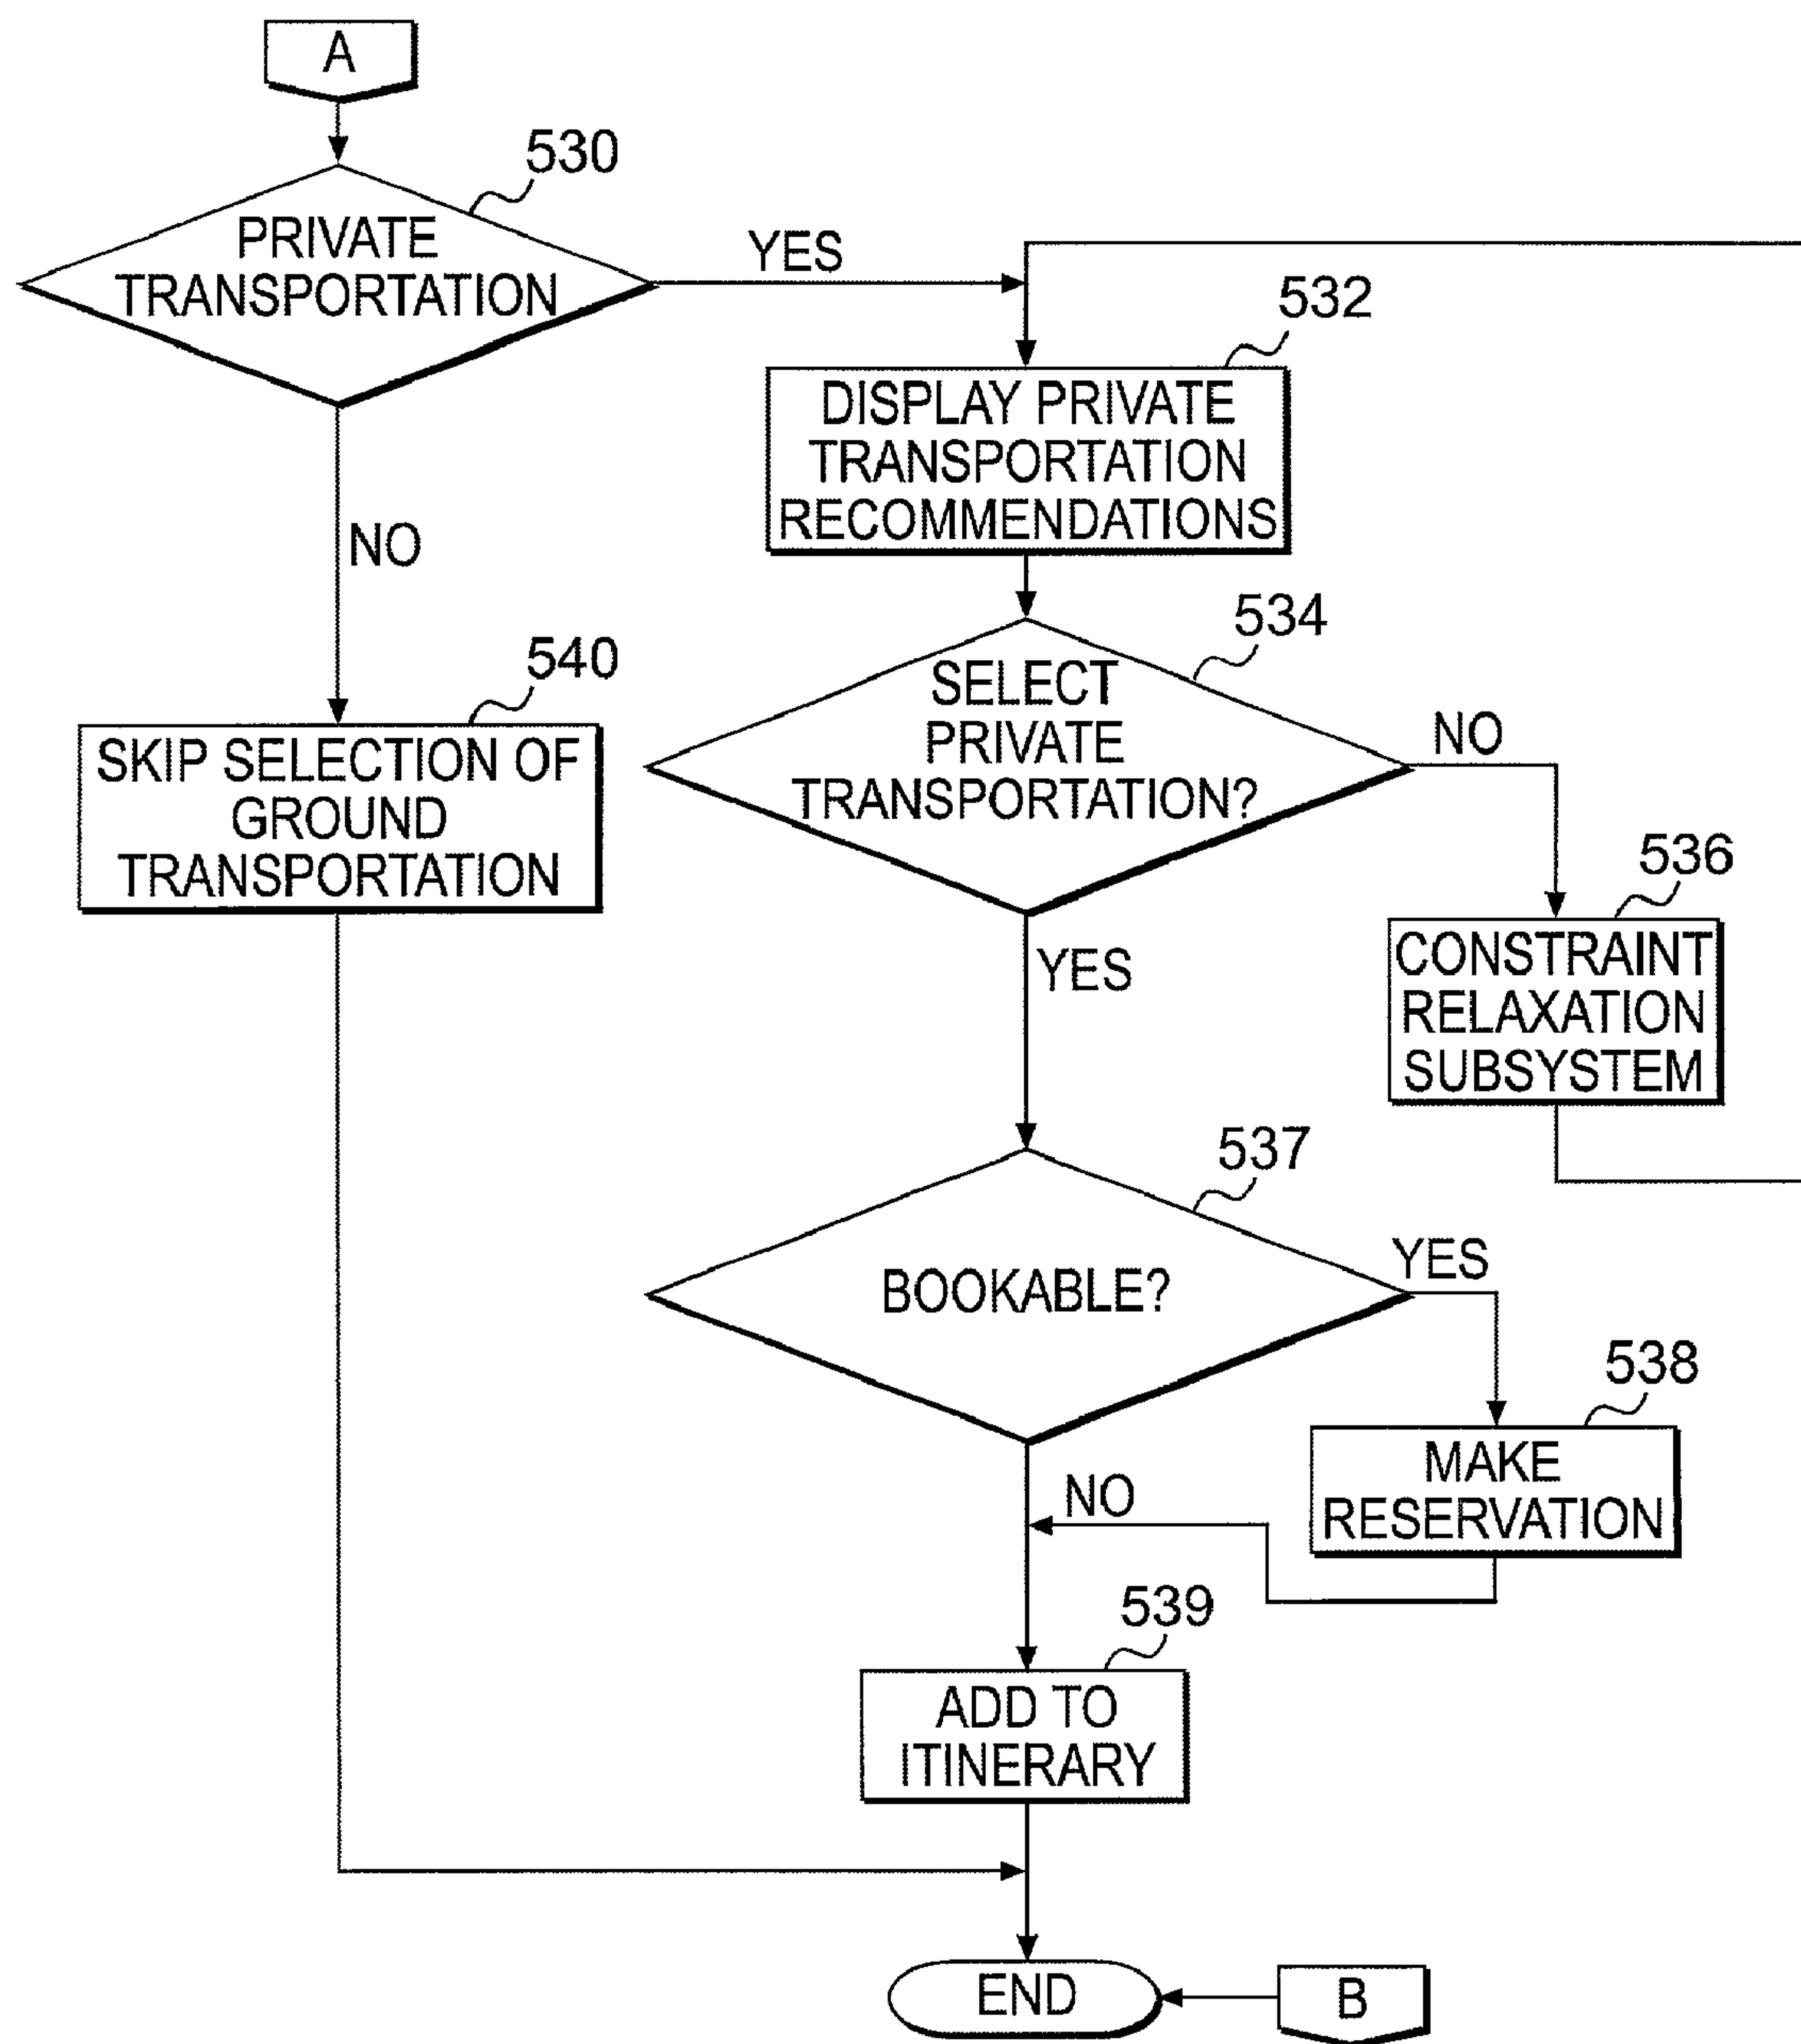 A
530
PRIVATE
TRANSPORTATION
YES
532
DISPLAY PRIVATE
TRANSPORTATION
RECOMMENDATIONS
NO
534
SELECT
PRIVATE
TRANSPORTATION?
NO
540
SKIP SELECTION OF
GROUND
TRANSPORTATION
536
CONSTRAINT
RELAXATION
SUBSYSTEM
YES
537
BOOKABLE?
YES
538
MAKE
RESERVATION
NO
539
ADD TO
ITINERARY
END
B